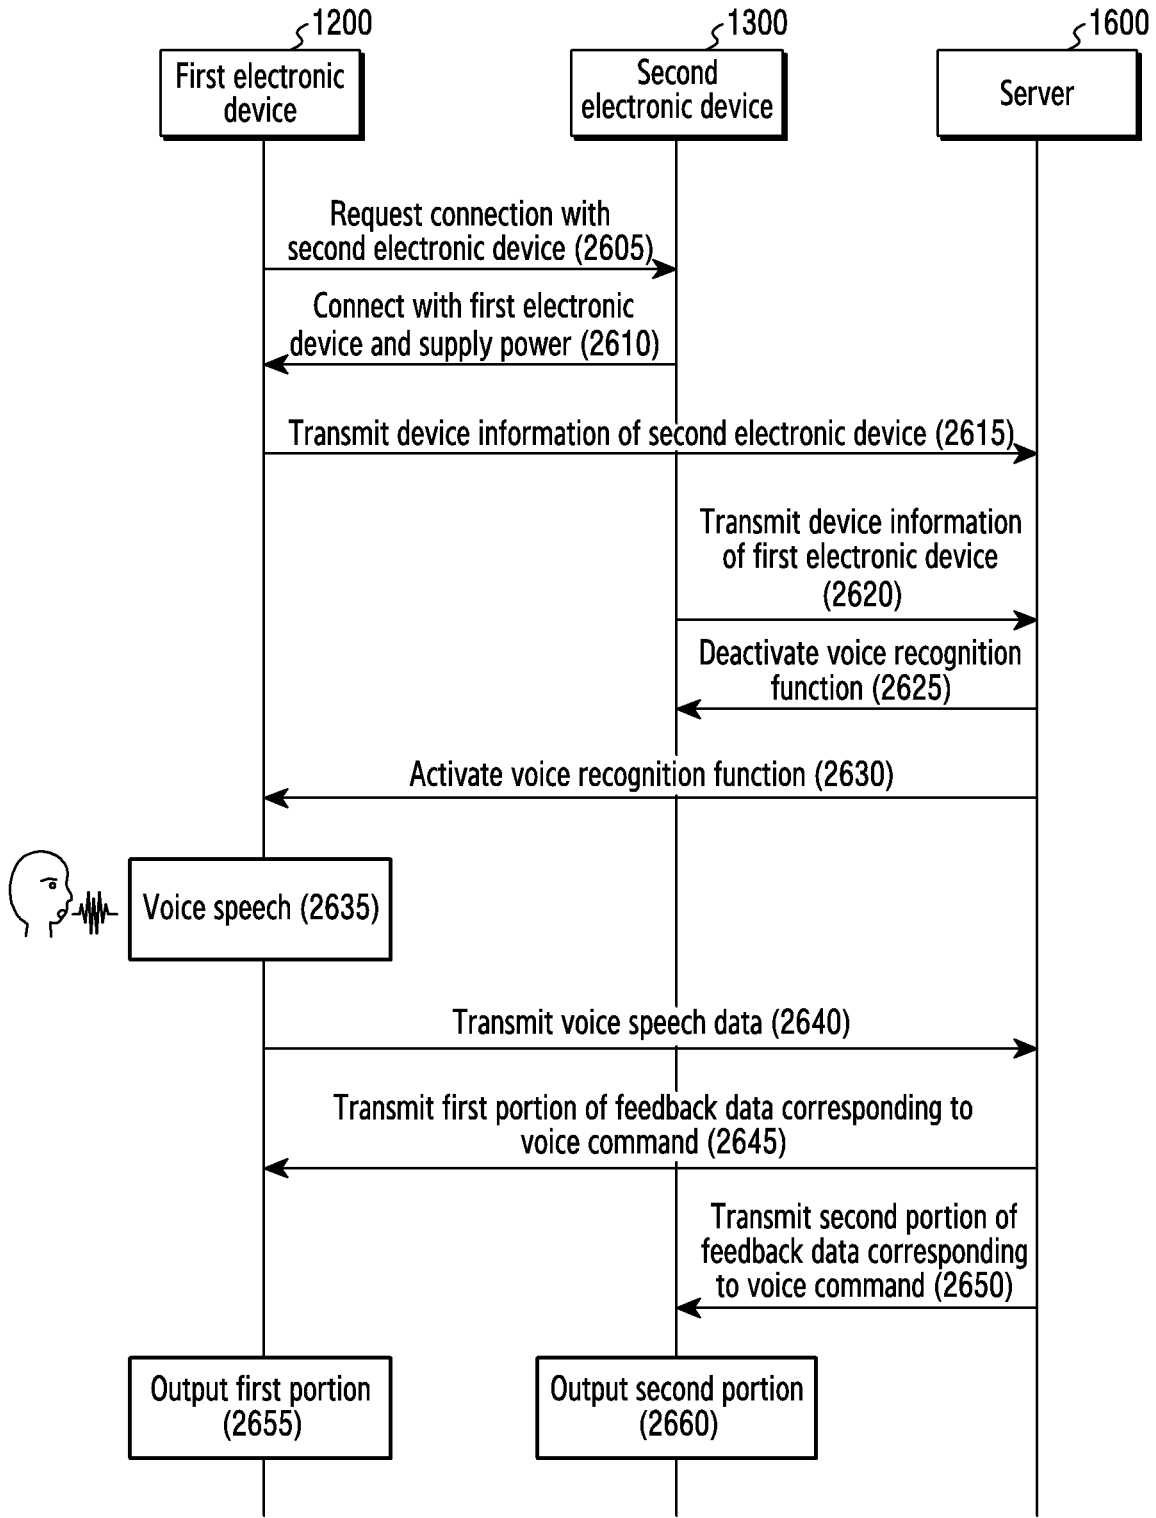 1200
1300
1600
First electronic
device
Second
electronic device
Server
Request connection with
second electronic device (2605)
Connect with first electronic
device and supply power (2610)
Transmit device information of second electronic device (2615)
Transmit device information
of first electronic device
(2620)
Deactivate voice recognition
function (2625)
Activate voice recognition function (2630)
Voice speech (2635)
Transmit voice speech data (2640)
Transmit first portion of feedback data corresponding to
voice command (2645)
Transmit second portion of
feedback data corresponding
to voice command (2650)
Output first portion
(2655)
Output second portion
(2660)